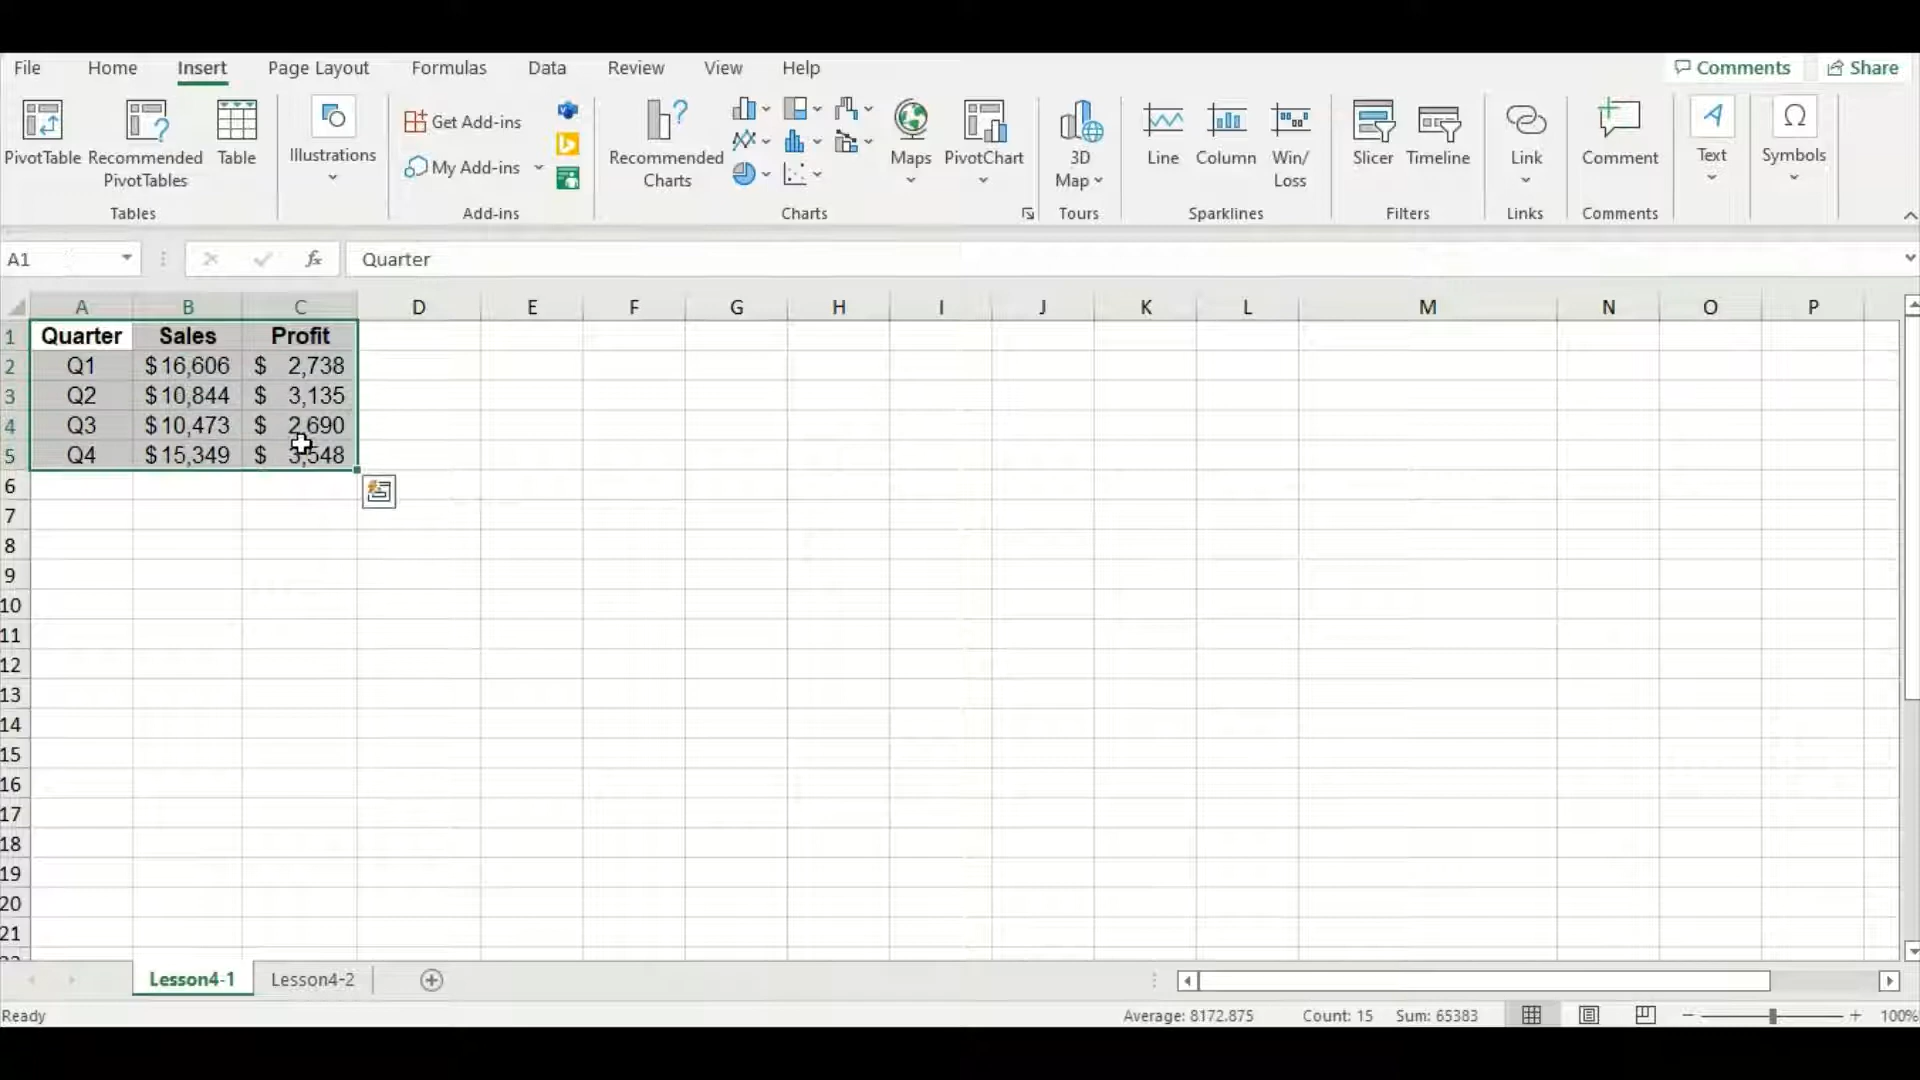 File Home Insert Page Layout Formulas Data Review View Help Comments Share
PivotTable Recommended PivotTables Table Illustrations Get Add-ins My Add-ins Recommended Charts Maps PivotChart 3D Map Line Column Win/Loss Slicer Timeline Link Comment Text Symbols
Tables Add-ins Charts Tours Sparklines Filters Links Comments
A1 fx Quarter
A B C D E F G H I J K L M N O P
1 Quarter Sales Profit
2 Q1 $16,606 $ 2,738
3 Q2 $10,844 $ 3,135
4 Q3 $10,473 $ 2,690
5 Q4 $15,349 $ 3,548
6
7
8
9
10
11
12
13
14
15
16
17
18
19
20
21
Lesson4-1 Lesson4-2
Ready Average: 8172.875 Count: 15 Sum: 65383 100%